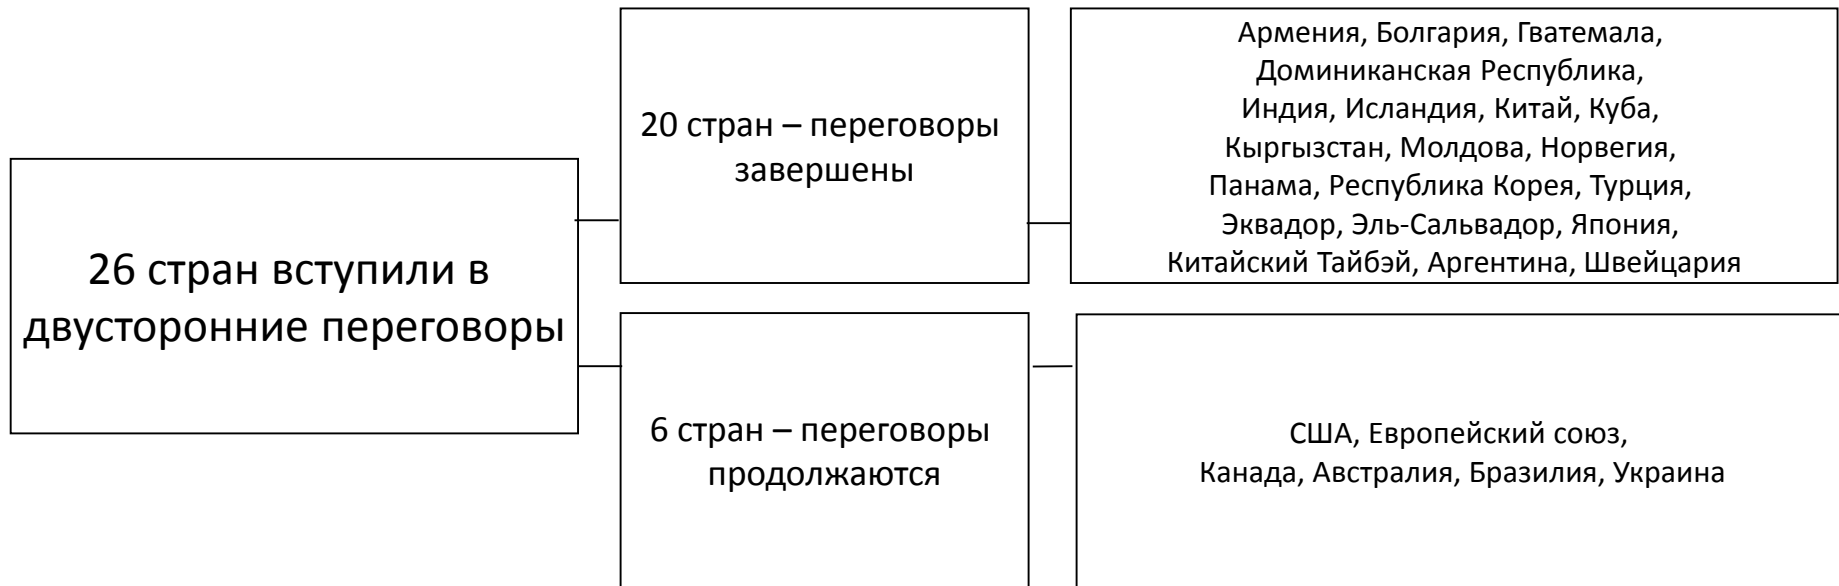 26 стран вступили в
двусторонние переговоры
20 стран – переговоры
завершены
Армения, Болгария, Гватемала,
Доминиканская Республика,
Индия, Исландия, Китай, Куба,
Кыргызстан, Молдова, Норвегия,
Панама, Республика Корея, Турция,
Эквадор, Эль-Сальвадор, Япония,
Китайский Тайбэй, Аргентина, Швейцария
6 стран – переговоры
продолжаются
США, Европейский союз,
Канада, Австралия, Бразилия, Украина